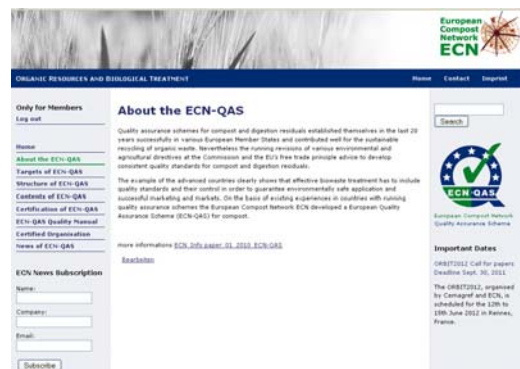 European
Compost
Network
ECN
ORGANIC RESOURCES AND BIOLOGICAL TREATMENT
Home Contact Imprint
Only for Members
Log out
Home
About the ECN-QAS
Targets of ECN-QAS
Structure of ECN-QAS
Contents of ECN-QAS
Certification of ECN-QAS
ECN-QAS Quality Manual
Certified Organisation
News of ECN-QAS
ECN News Subscription
Name:
Company:
Email:
Subscribe
About the ECN-QAS
Quality assurance schemes for compost and digestion residuals established themselves in the last 20
years successfully in various European Member States and contributed well for the sustainable
recycling of organic waste. Nevertheless the running revisions of various environmental and
agricultural directives at the Commission and the EU's free trade principle advice to develop
consistent quality standards for compost and digestion residuals.
The example of the advanced countries clearly shows that effective biowaste treatment has to include
quality standards and their control in order to guarantee environmentally safe application and
successful marketing and markets. On the basis of existing experiences in countries with running
quality assurance schemes the European Compost Network ECN developed a European Quality
Assurance Scheme (ECN-QAS) for compost.
more informations ECN_Info_paper_01_2010_ECN-QAS
Bearbeiten
Search
ECN-QAS
European Compost Network
Quality Assurance Scheme
Important Dates
ORBIT2012 Call for papers
Deadline Sept. 30, 2011
The ORBIT2012, organised
by Cemagref and ECN, is
scheduled for the 12th to
15th June 2012 in Rennes,
France.